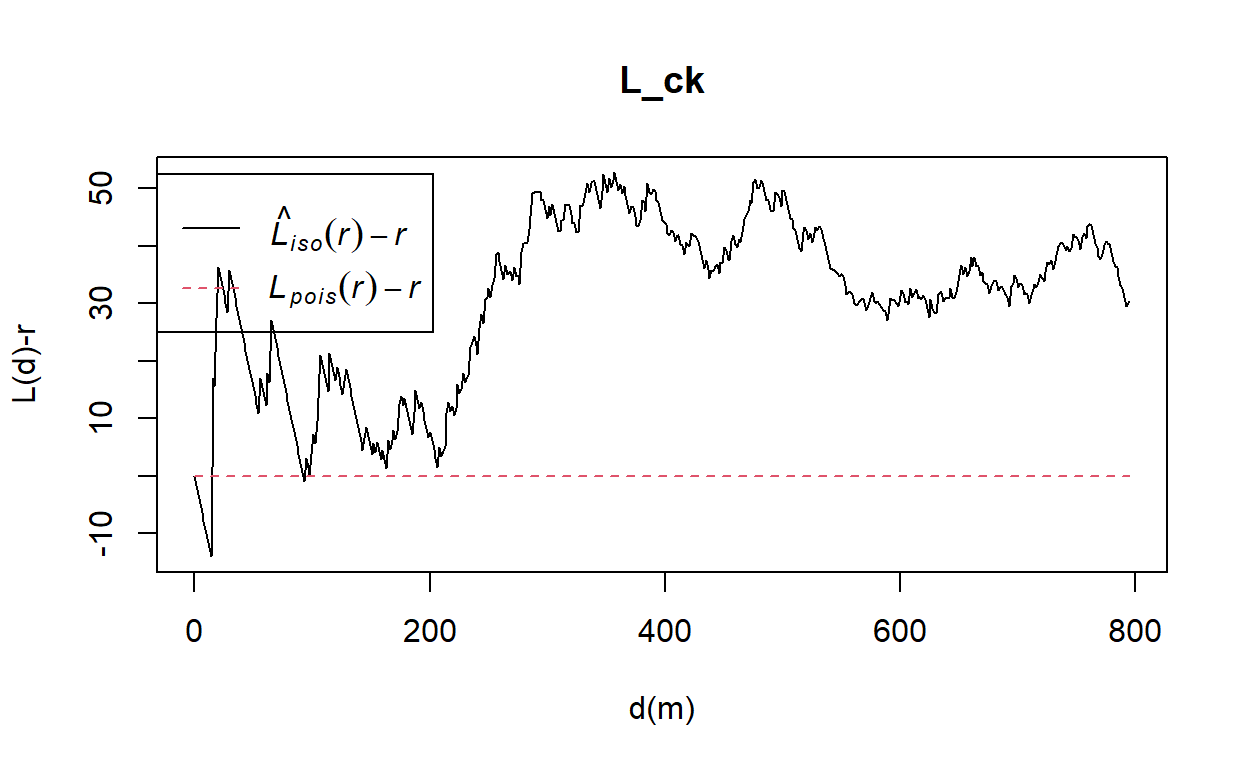 L_ck
L̂iso(r) – r
Lpois(r) – r
L(d)-r
50
30
10
-10
0 200 400 600 800
d(m)